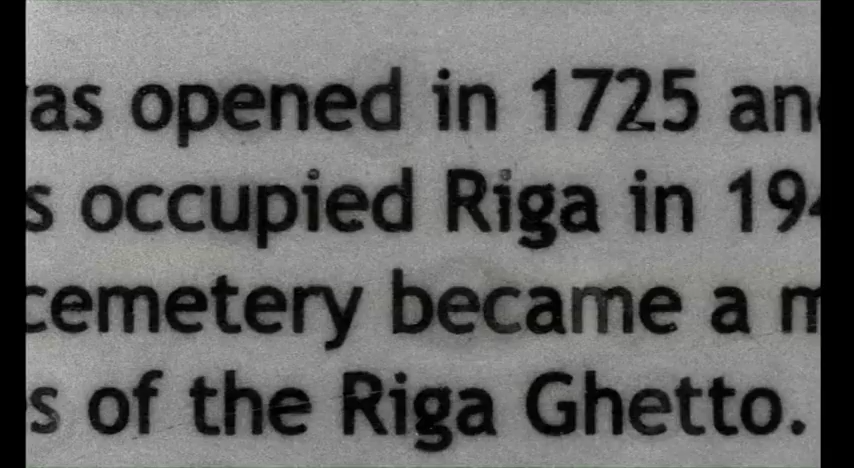 as opened in 1725 an
s occupied Riga in 19
cemetery became a m
s of the Riga Ghetto.